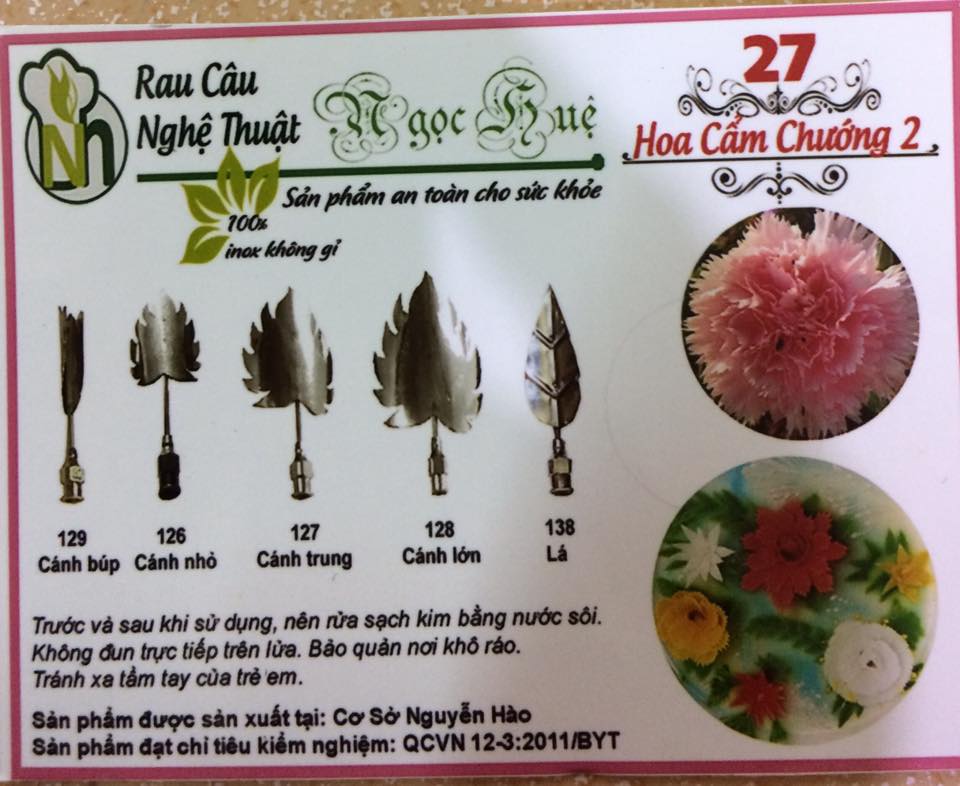 Nh
Rau Câu
Nghệ Thuật
Ngọc Huệ
Sản phẩm an toàn cho sức khỏe
100%
inox không gỉ
27
Hoa Cẩm Chướng 2
129
Cánh búp
126
Cánh nhỏ
127
Cánh trung
128
Cánh lớn
138
Lá
Trước và sau khi sử dụng, nên rửa sạch kim bằng nước sôi.
Không đun trực tiếp trên lửa. Bảo quản nơi khô ráo.
Tránh xa tầm tay của trẻ em.
Sản phẩm được sản xuất tại: Cơ Sở Nguyễn Hào
Sản phẩm đạt chỉ tiêu kiểm nghiệm: QCVN 12-3:2011/BYT